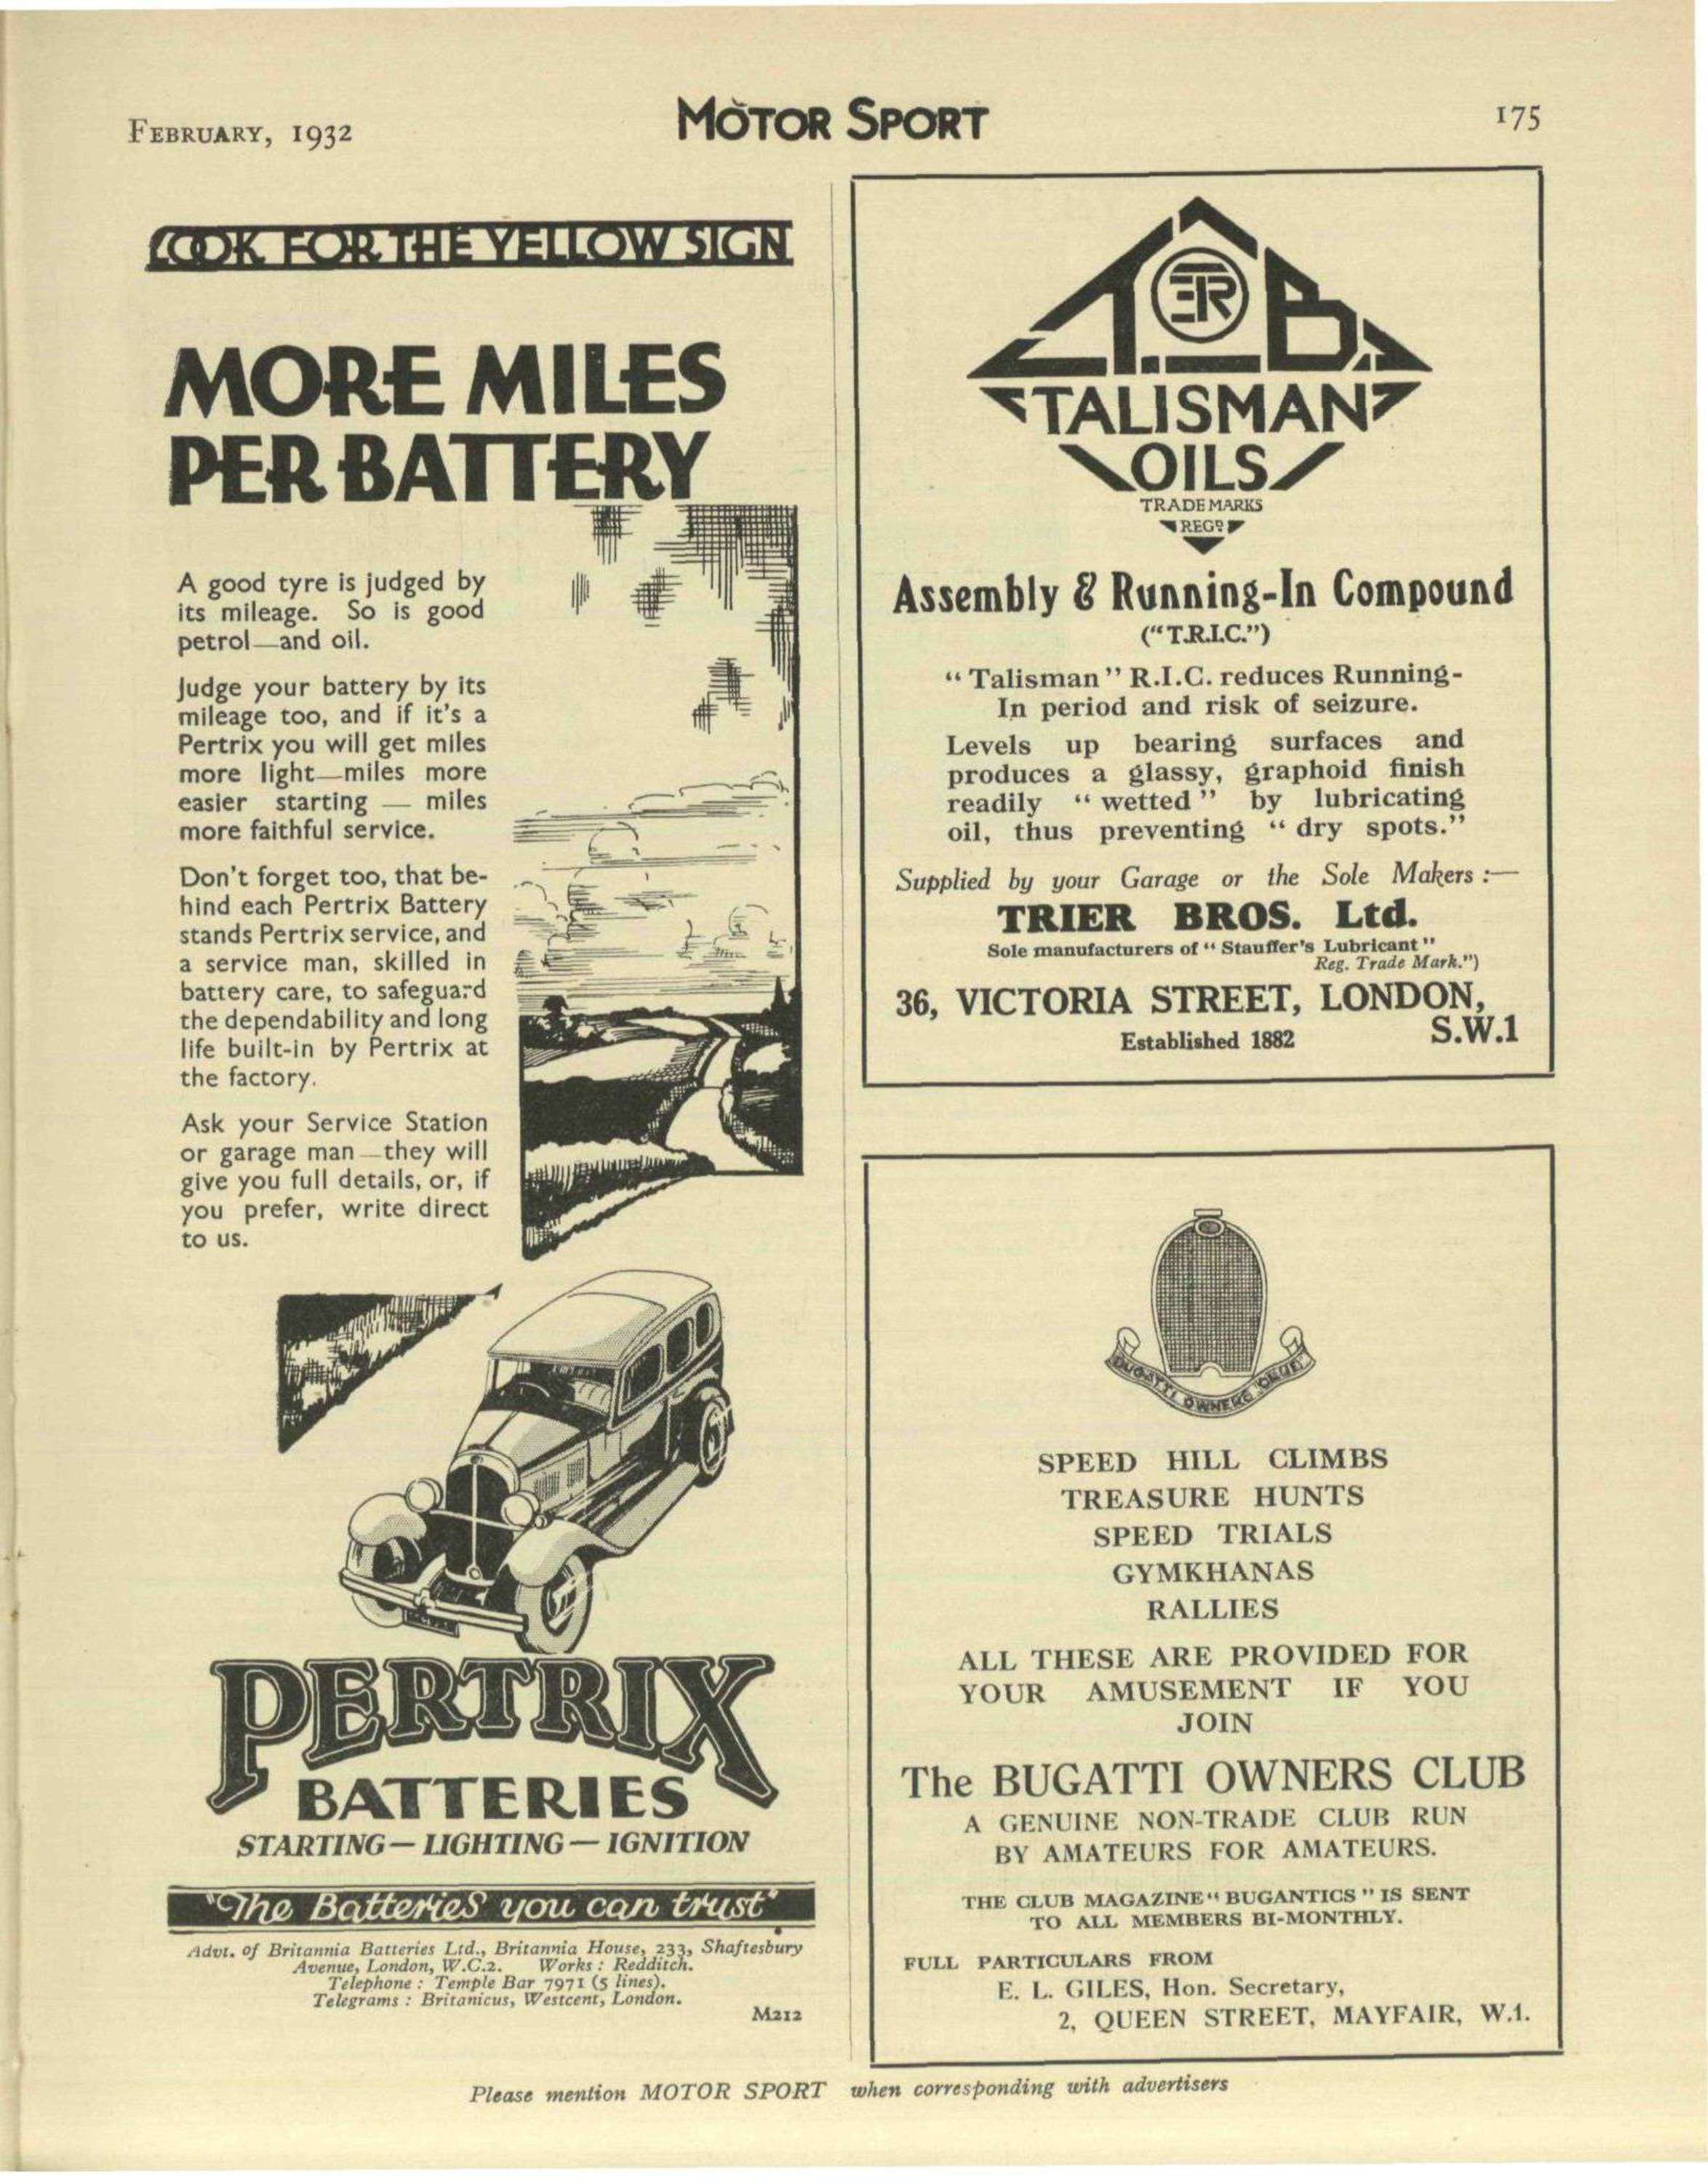 FEBRUARY, 1932
MOTOR SPORT
175
LOOK FOR THE YELLOW SIGN
MORE MILES
PER BATTERY
A good tyre is judged by
its mileage. So is good
petrol—and oil.
Judge your battery by its
mileage too, and if it's a
Pertrix you will get miles
more light—miles more
easier starting — miles
more faithful service.
Don't forget too, that be-
hind each Pertrix Battery
stands Pertrix service, and
a service man, skilled in
battery care, to safeguard
the dependability and long
life built-in by Pertrix at
the factory.
Ask your Service Station
or garage man—they will
give you full details, or, if
you prefer, write direct
to us.
PERTRIX
BATTERIES
STARTING — LIGHTING — IGNITION
"The Batteries you can trust"
Advt. of Britannia Batteries Ltd., Britannia House, 233, Shaftesbury
Avenue, London, W.C.2. Works : Redditch.
Telephone : Temple Bar 7971 (5 lines).
Telegrams : Britanicus, Westcent, London.
M212
T.B.
TALISMAN
OILS
TRADE MARKS
REGD
Assembly & Running-In Compound
("T.R.I.C.")
"Talisman" R.I.C. reduces Running-
In period and risk of seizure.
Levels up bearing surfaces and
produces a glassy, graphoid finish
readily "wetted" by lubricating
oil, thus preventing "dry spots."
Supplied by your Garage or the Sole Makers :—
TRIER BROS. Ltd.
Sole manufacturers of "Stauffer's Lubricant"
Reg. Trade Mark.")
36, VICTORIA STREET, LONDON,
S.W.1
Established 1882
BUGATTI OWNERS CLUB
SPEED HILL CLIMBS
TREASURE HUNTS
SPEED TRIALS
GYMKHANAS
RALLIES
ALL THESE ARE PROVIDED FOR
YOUR AMUSEMENT IF YOU
JOIN
The BUGATTI OWNERS CLUB
A GENUINE NON-TRADE CLUB RUN
BY AMATEURS FOR AMATEURS.
THE CLUB MAGAZINE "BUGANTICS" IS SENT
TO ALL MEMBERS BI-MONTHLY.
FULL PARTICULARS FROM
E. L. GILES, Hon. Secretary,
2, QUEEN STREET, MAYFAIR, W.1.
Please mention MOTOR SPORT when corresponding with advertisers